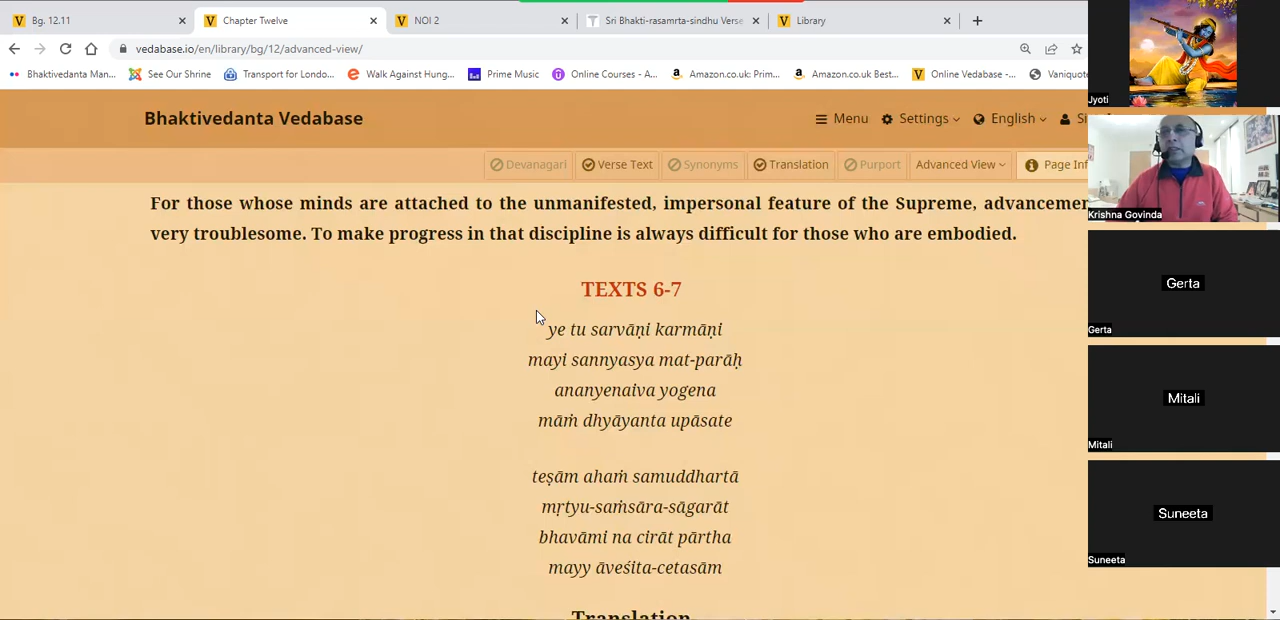 Bg. 12.11
Chapter Twelve
NOI 2
Sri Bhakti-rasamrta-sindhu Verse
Library
vedabase.io/en/library/bg/12/advanced-view/
Bhaktivedanta Man...
See Our Shrine
Transport for Londo...
Walk Against Hung...
Prime Music
Online Courses - A...
Amazon.co.uk: Prim...
Amazon.co.uk Best...
Online Vedabase -...
Vaniquote
Bhaktivedanta Vedabase
Menu
Settings
English
Devanagari
Verse Text
Synonyms
Translation
Purport
Advanced View
Page Inf
For those whose minds are attached to the unmanifested, impersonal feature of the Supreme, advancemen
very troublesome. To make progress in that discipline is always difficult for those who are embodied.
TEXTS 6-7
ye tu sarvāṇi karmāṇi
mayi sannyasya mat-parāḥ
ananyenaiva yogena
māṁ dhyāyanta upāsate
teṣām ahaṁ samuddhartā
mṛtyu-saṁsāra-sāgarāt
bhavāmi na cirāt pārtha
mayy āveśita-cetasām
Translation
Jyoti
Krishna Govinda
Gerta
Gerta
Mitali
Mitali
Suneeta
Suneeta